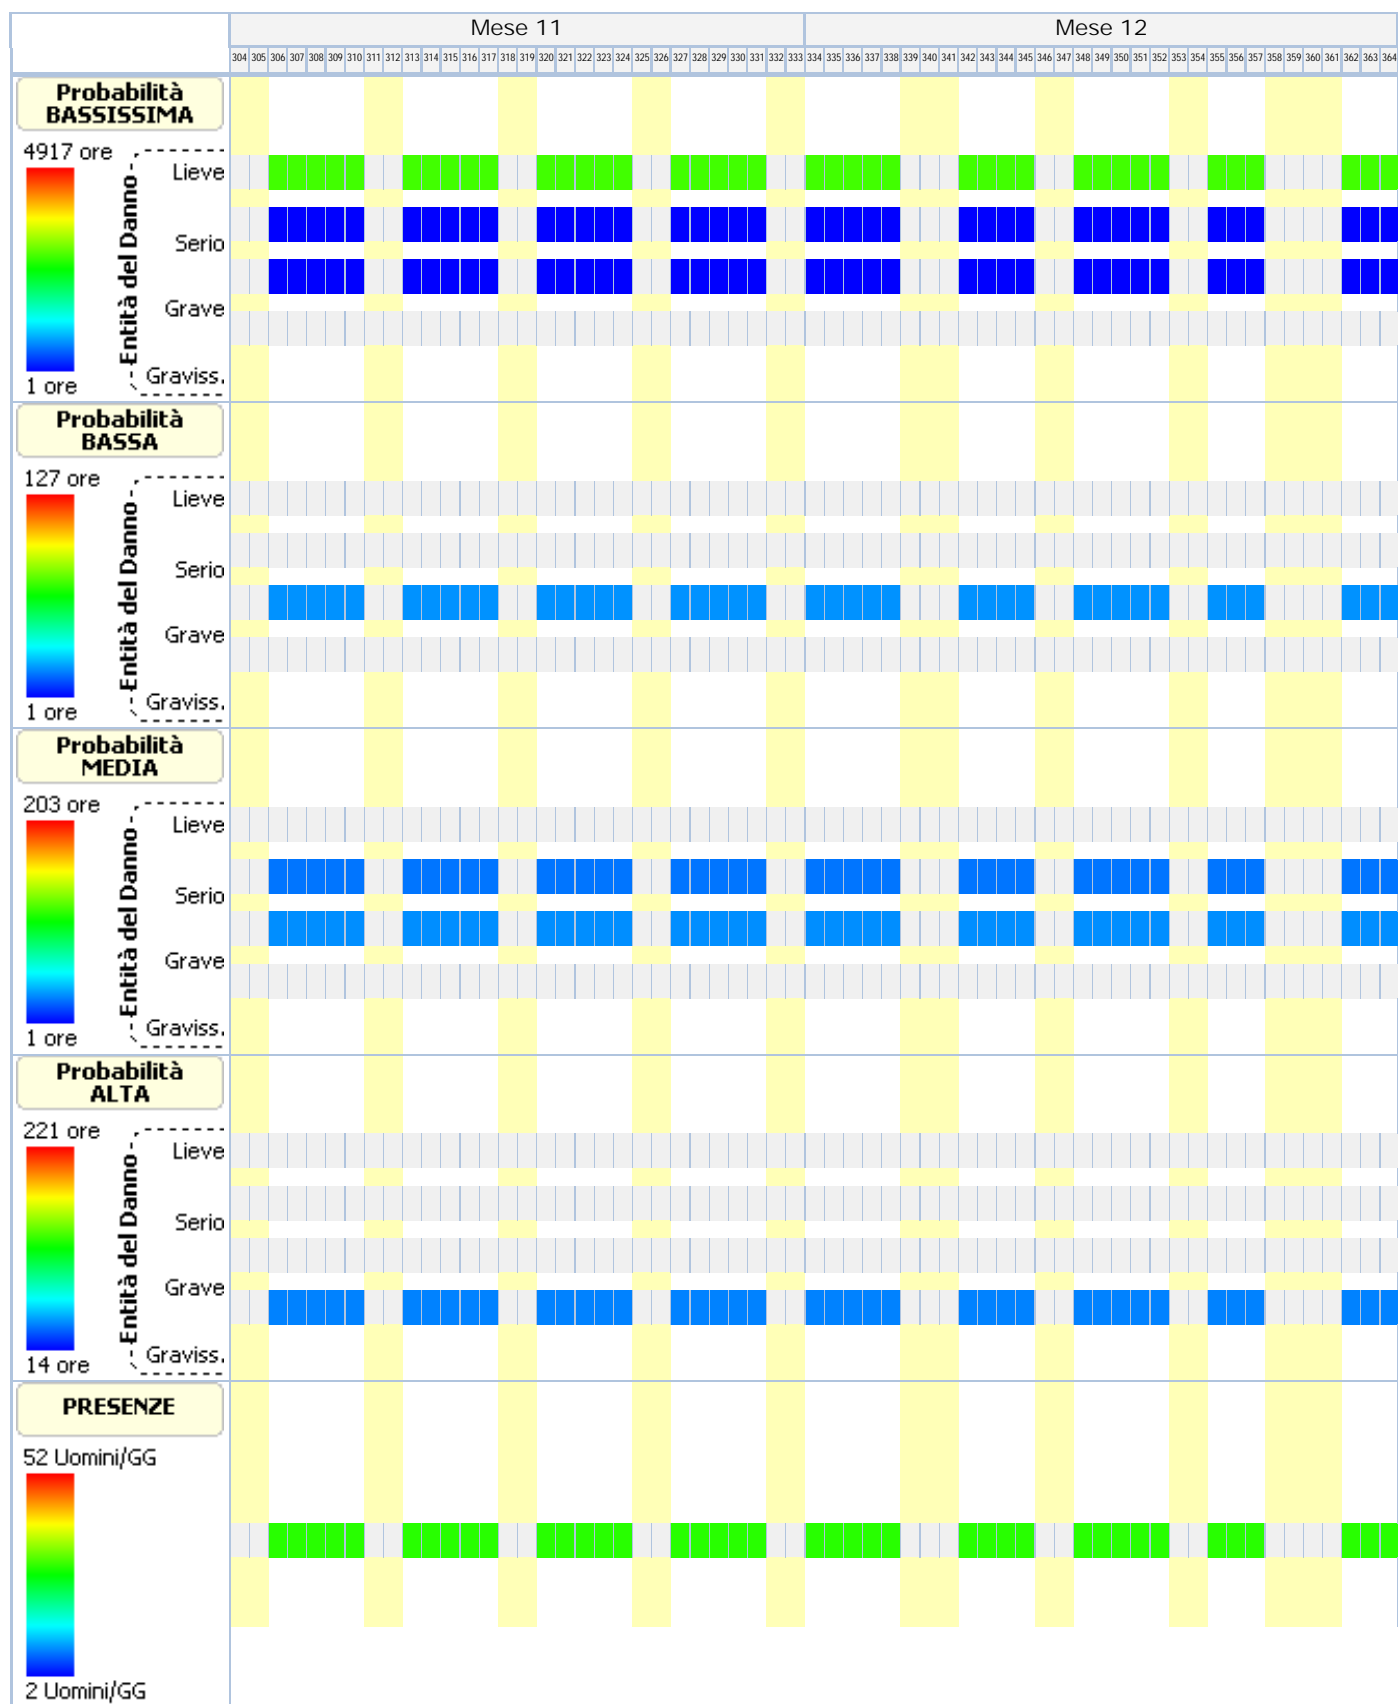 Mese 11 Mese 12
304 305 306 307 308 309 310 311 312 313 314 315 316 317 318 319 320 321 322 323 324 325 326 327 328 329 330 331 332 333 334 335 336 337 338 339 340 341 342 343 344 345 346 347 348 349 350 351 352 353 354 355 356 357 358 359 360 361 362 363 364
Probabilità
BASSISSIMA
4917 ore
Entità del Danno
Lieve
Serio
Grave
Graviss.
1 ore
Probabilità
BASSA
127 ore
Entità del Danno
Lieve
Serio
Grave
Graviss.
1 ore
Probabilità
MEDIA
203 ore
Entità del Danno
Lieve
Serio
Grave
Graviss.
1 ore
Probabilità
ALTA
221 ore
Entità del Danno
Lieve
Serio
Grave
Graviss.
14 ore
PRESENZE
52 Uomini/GG
2 Uomini/GG